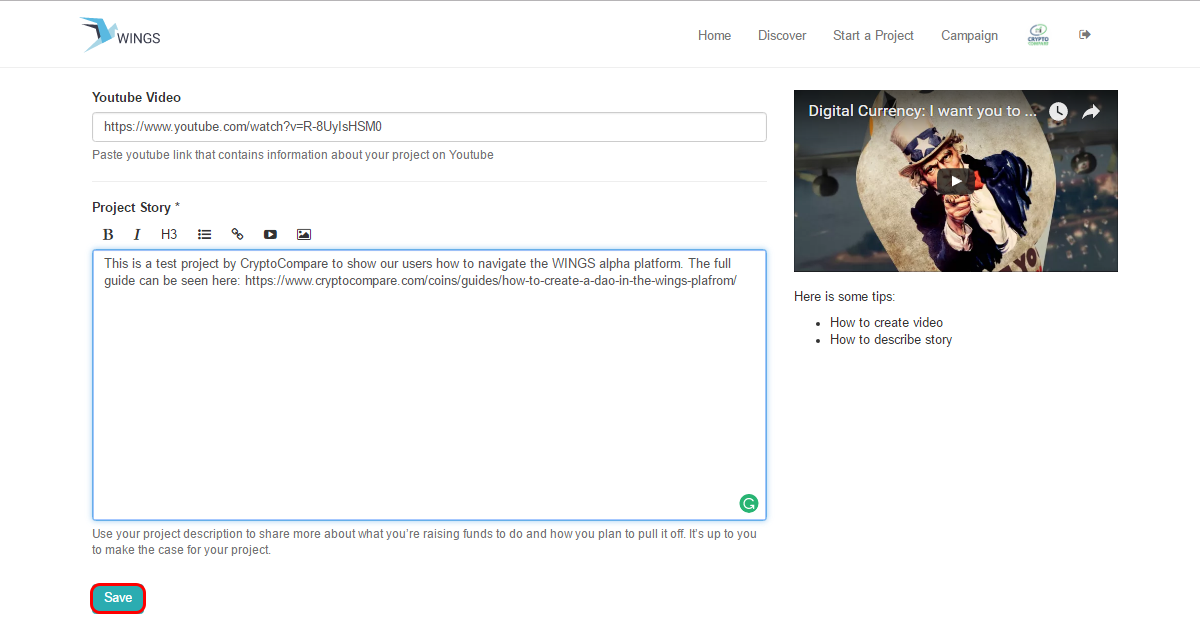 WINGS
Home Discover Start a Project Campaign CRYPTO
Youtube Video
https://www.youtube.com/watch?v=R-8UyIsHSM0
Paste youtube link that contains information about your project on Youtube
Project Story *
B I H3
This is a test project by CryptoCompare to show our users how to navigate the WINGS alpha platform. The full
guide can be seen here: https://www.cryptocompare.com/coins/guides/how-to-create-a-dao-in-the-wings-plafrom/
Use your project description to share more about what you're raising funds to do and how you plan to pull it off. It's up to you
to make the case for your project.
Save
Digital Currency: I want you to ...
YO
Here is some tips:
How to create video
How to describe story